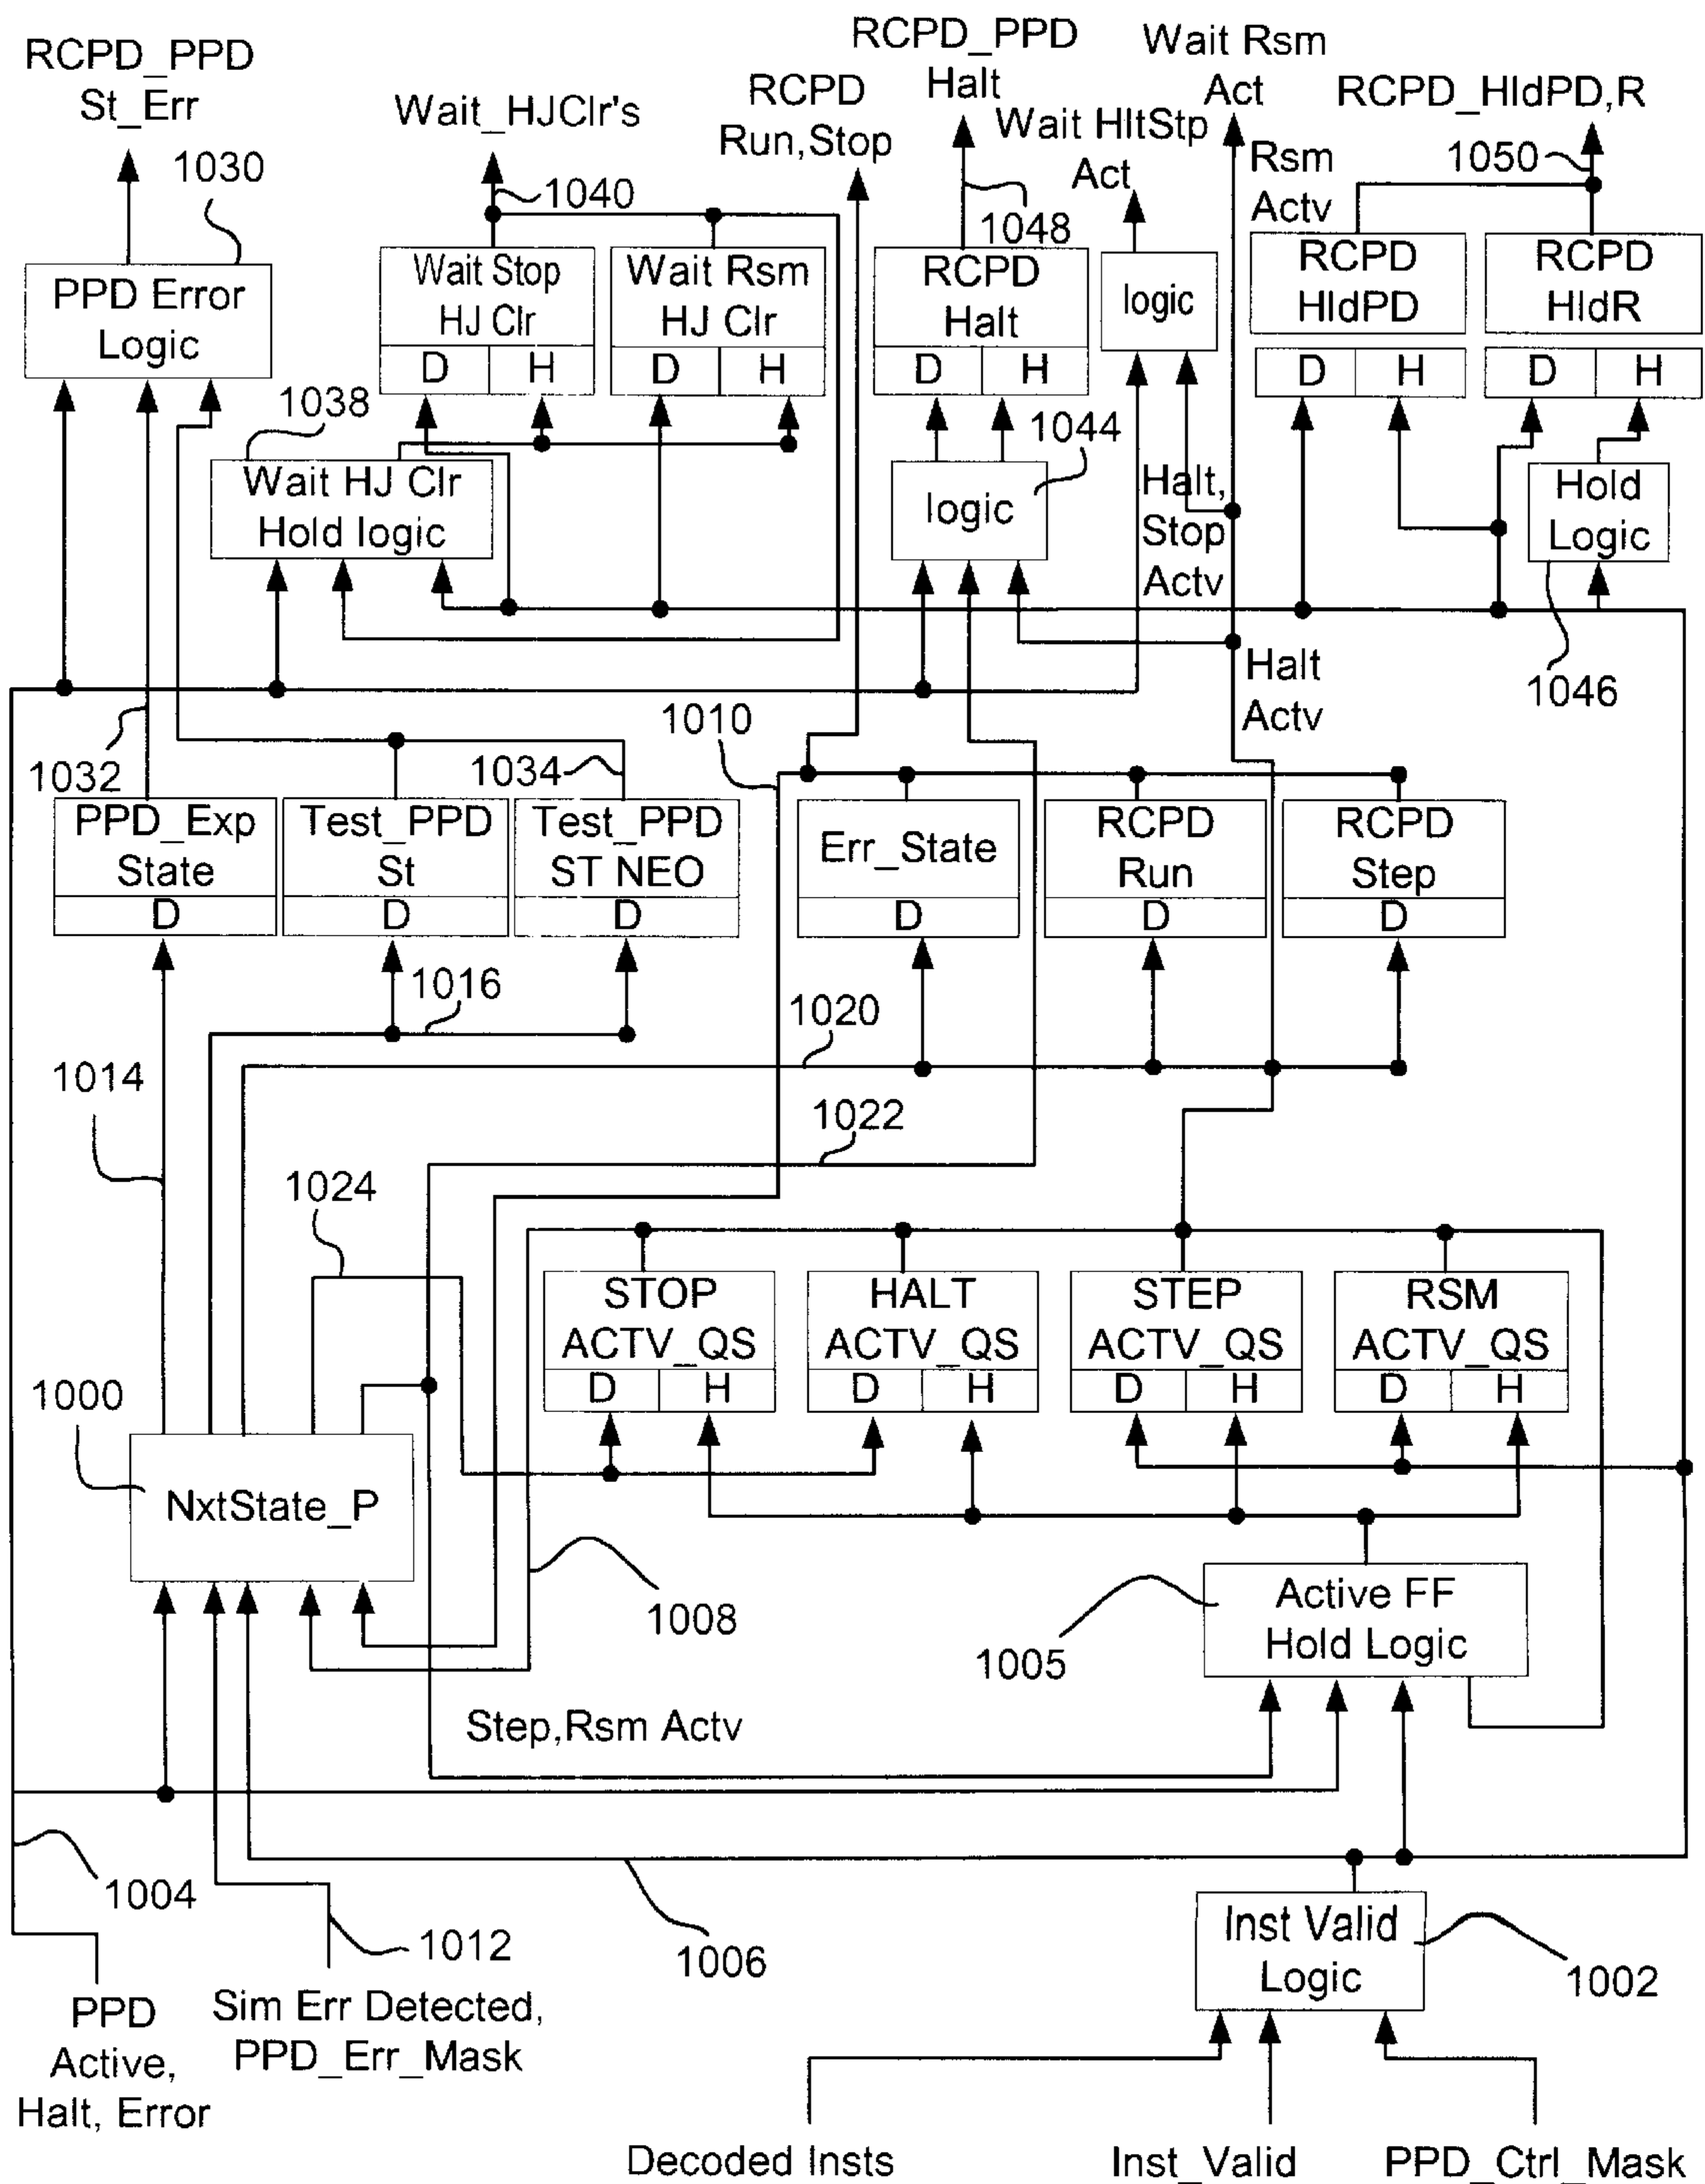 RCPD_PPD
St_Err
Wait_HJClr's
RCPD
Run,Stop
RCPD_PPD
Halt
Wait HltStp
Act
Wait Rsm
Act
Rsm
Actv
RCPD_HldPD,R
1030
1040
1048
1050
PPD Error
Logic
Wait Stop
HJ Clr
D H
Wait Rsm
HJ Clr
D H
RCPD
Halt
D H
logic
RCPD
HldPD
D H
RCPD
HldR
D H
1038
Wait HJ Clr
Hold logic
logic
1044
Halt,
Stop
Actv
Hold
Logic
1046
Halt
Actv
1032
1034
1010
PPD_Exp
State
D
Test_PPD
St
D
Test_PPD
ST NEO
D
Err_State
D
RCPD
Run
D
RCPD
Step
D
1014
1016
1020
1022
1024
STOP
ACTV_QS
D H
HALT
ACTV_QS
D H
STEP
ACTV_QS
D H
RSM
ACTV_QS
D H
1000
NxtState_P
1008
Active FF
Hold Logic
1005
Step,Rsm Actv
1004
1012
1006
Inst Valid
Logic
1002
PPD
Active,
Halt, Error
Sim Err Detected,
PPD_Err_Mask
Decoded Insts
Inst_Valid
PPD_Ctrl_Mask